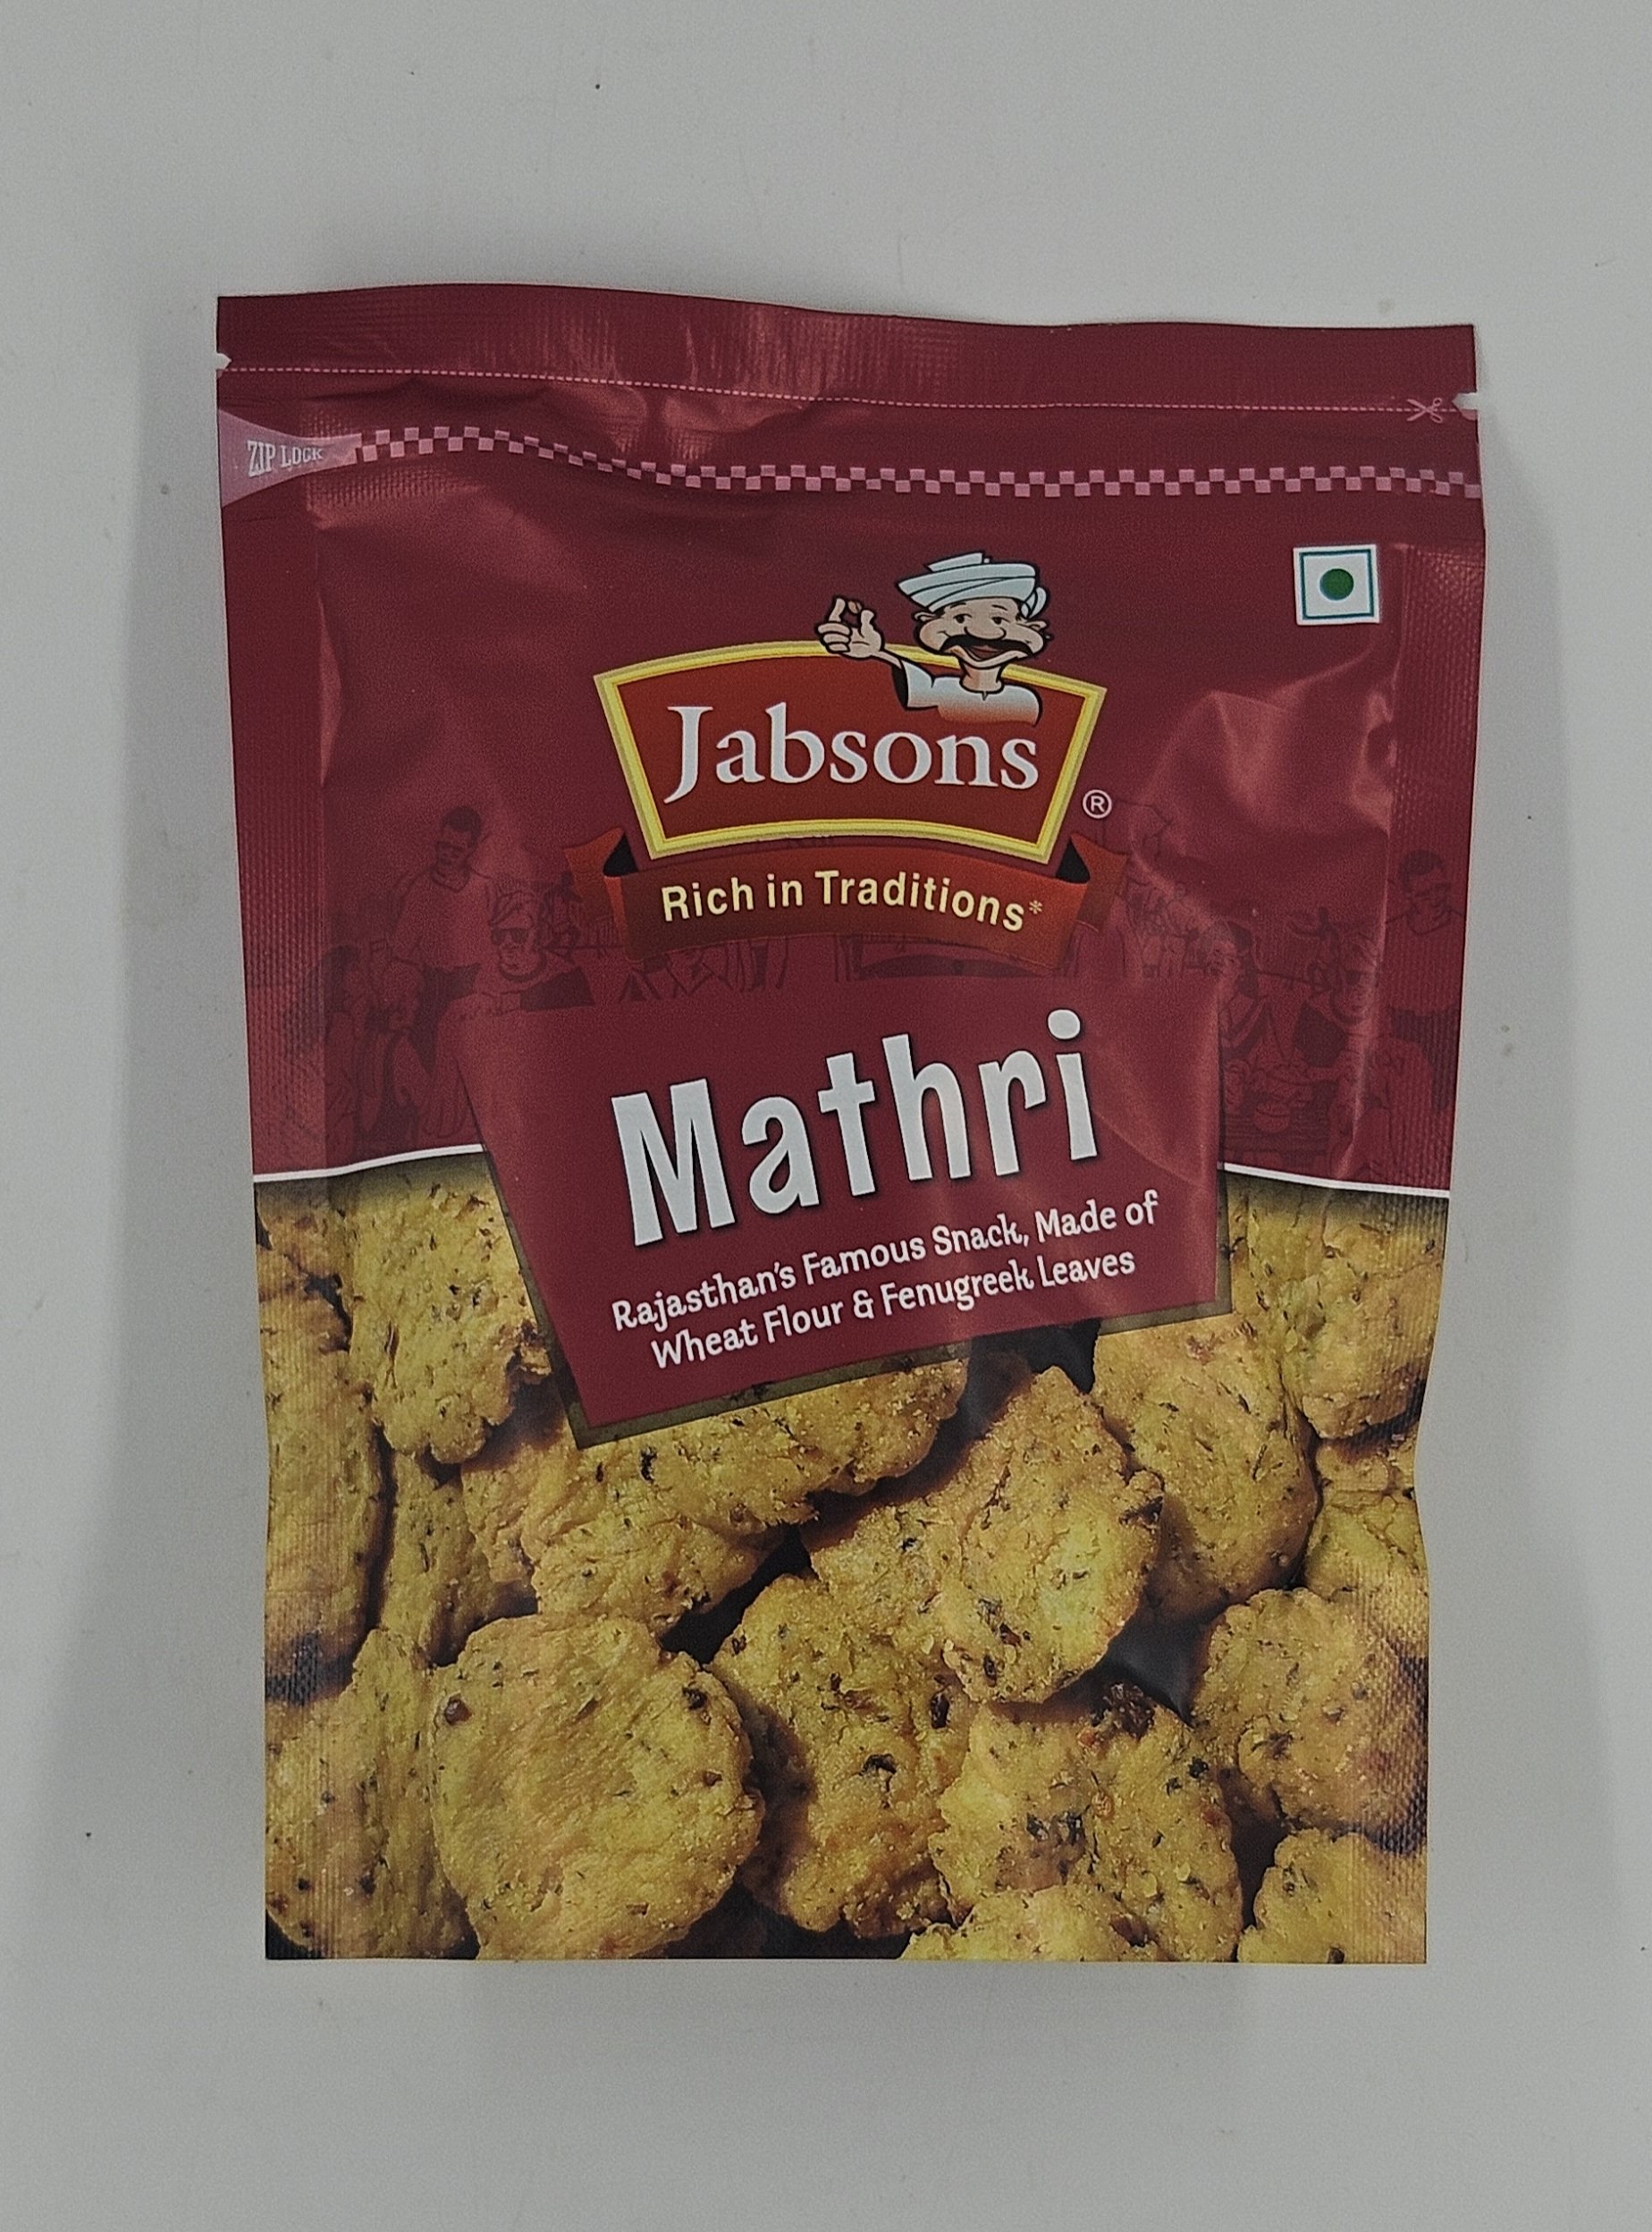 ZIP LOCK
Jabsons
®
Rich in Traditions*
Mathri
Rajasthan's Famous Snack, Made of
Wheat Flour & Fenugreek Leaves